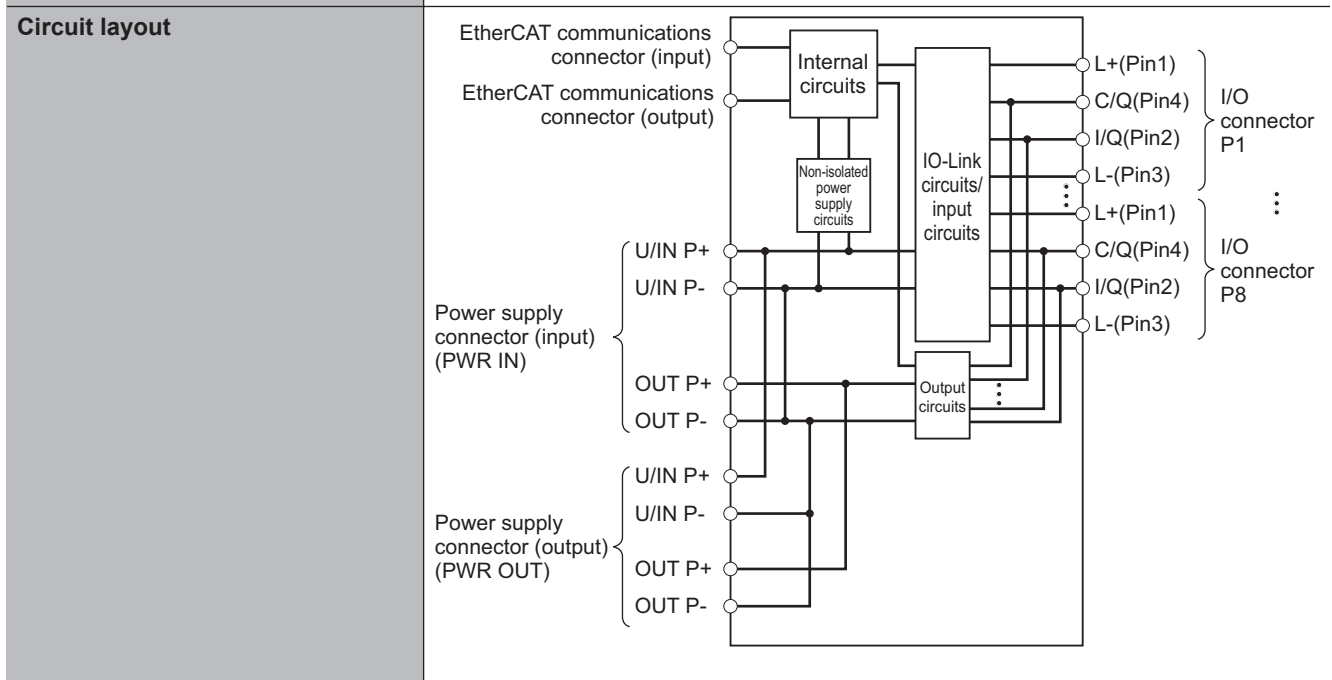 Circuit layout
EtherCAT communications
connector (input)
EtherCAT communications
connector (output)
Internal
circuits
Non-isolated
power
supply
circuits
IO-Link
circuits/
input
circuits
Output
circuits
L+(Pin1)
C/Q(Pin4)
I/Q(Pin2)
L-(Pin3)
I/O
connector
P1
L+(Pin1)
C/Q(Pin4)
I/Q(Pin2)
L-(Pin3)
I/O
connector
P8
Power supply
connector (input)
(PWR IN)
U/IN P+
U/IN P-
OUT P+
OUT P-
Power supply
connector (output)
(PWR OUT)
U/IN P+
U/IN P-
OUT P+
OUT P-